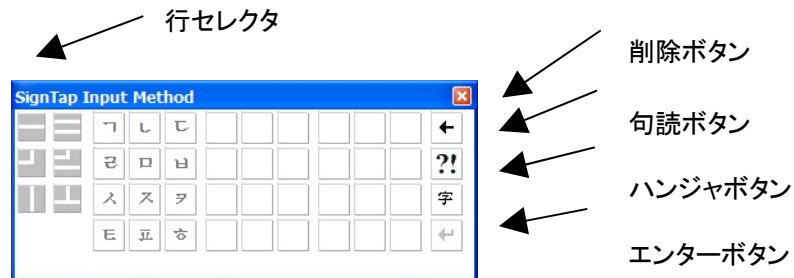 行セレクタ
削除ボタン
句読ボタン
ハンジャボタン
エンターボタン
SignTap Input Method
ㄱ ㄴ ㄷ ←
ㄹ ㅁ ㅂ ?!
ㅅ ㅈ ㅋ 字
ㅌ ㅍ ㅎ ↵